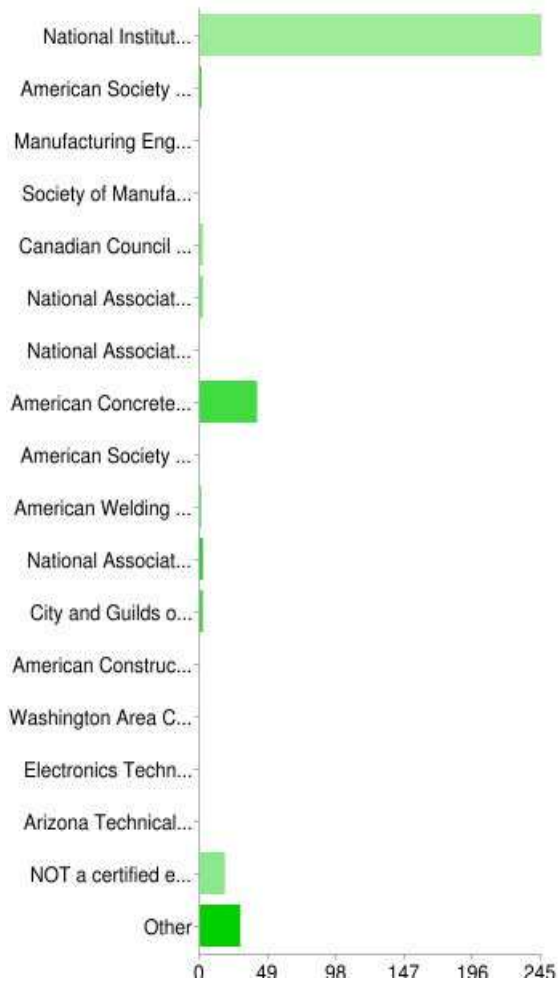 National Institut...
American Society ...
Manufacturing Eng...
Society of Manufa...
Canadian Council ...
National Associat...
National Associat...
American Concrete...
American Society ...
American Welding ...
National Associat...
City and Guilds o...
American Construc...
Washington Area C...
Electronics Techn...
Arizona Technical...
NOT a certified e...
Other
0 49 98 147 196 245